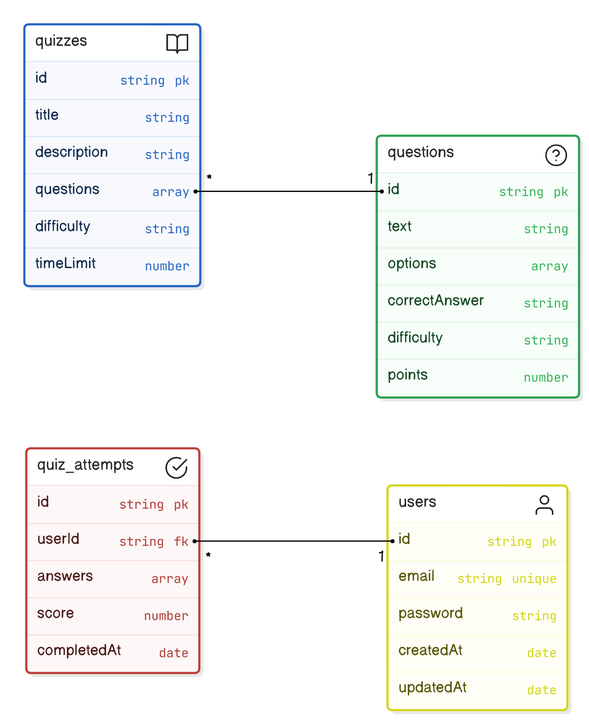 quizzes
id string pk
title string
description string
questions array
difficulty string
timeLimit number
* 1
questions
id string pk
text string
options array
correctAnswer string
difficulty string
points number
quiz_attempts
id string pk
userId string fk
answers array
score number
completedAt date
* 1
users
id string pk
email string unique
password string
createdAt date
updatedAt date